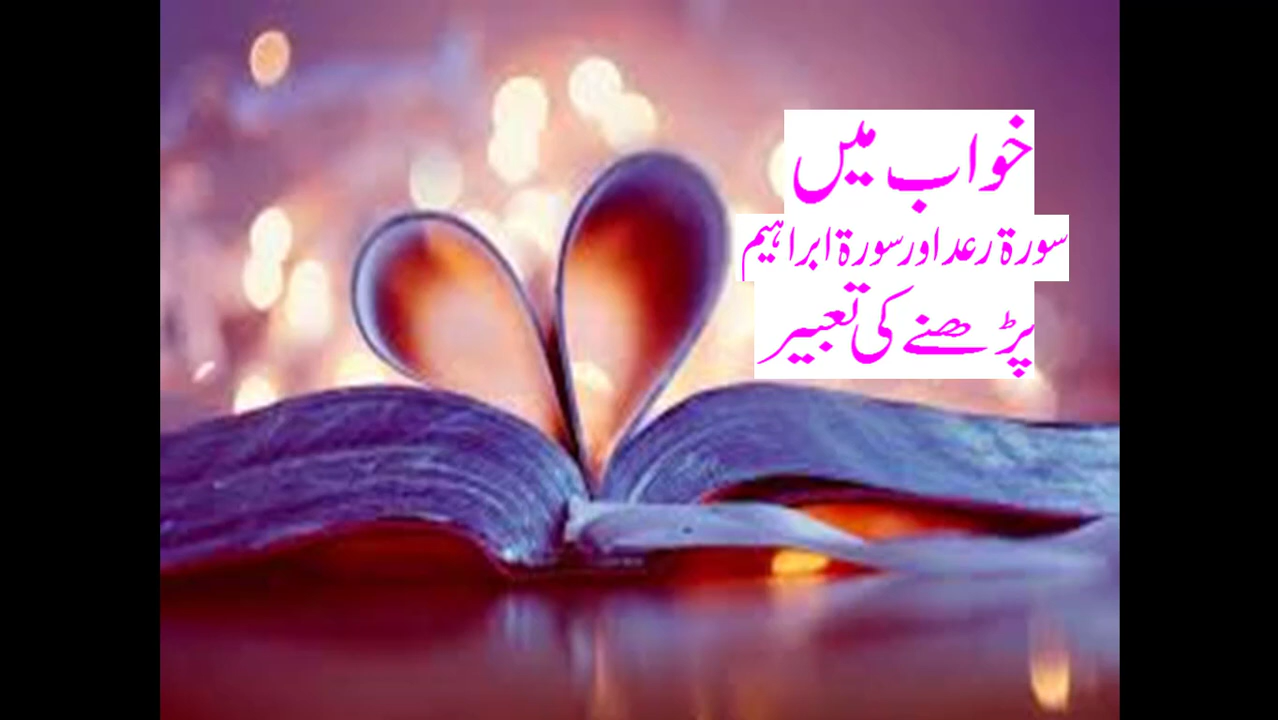 خواب میں
سورۃ رعد اور سورۃ ابراہیم
پڑھنے کی تعبیر